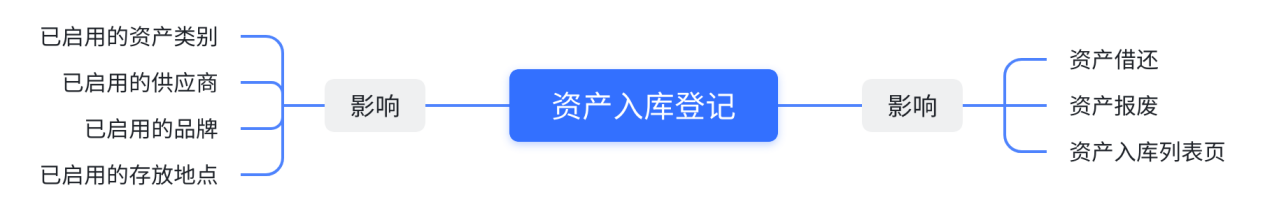 已启用的资产类别
已启用的供应商
已启用的品牌
已启用的存放地点
影响
资产入库登记
影响
资产借还
资产报废
资产入库列表页